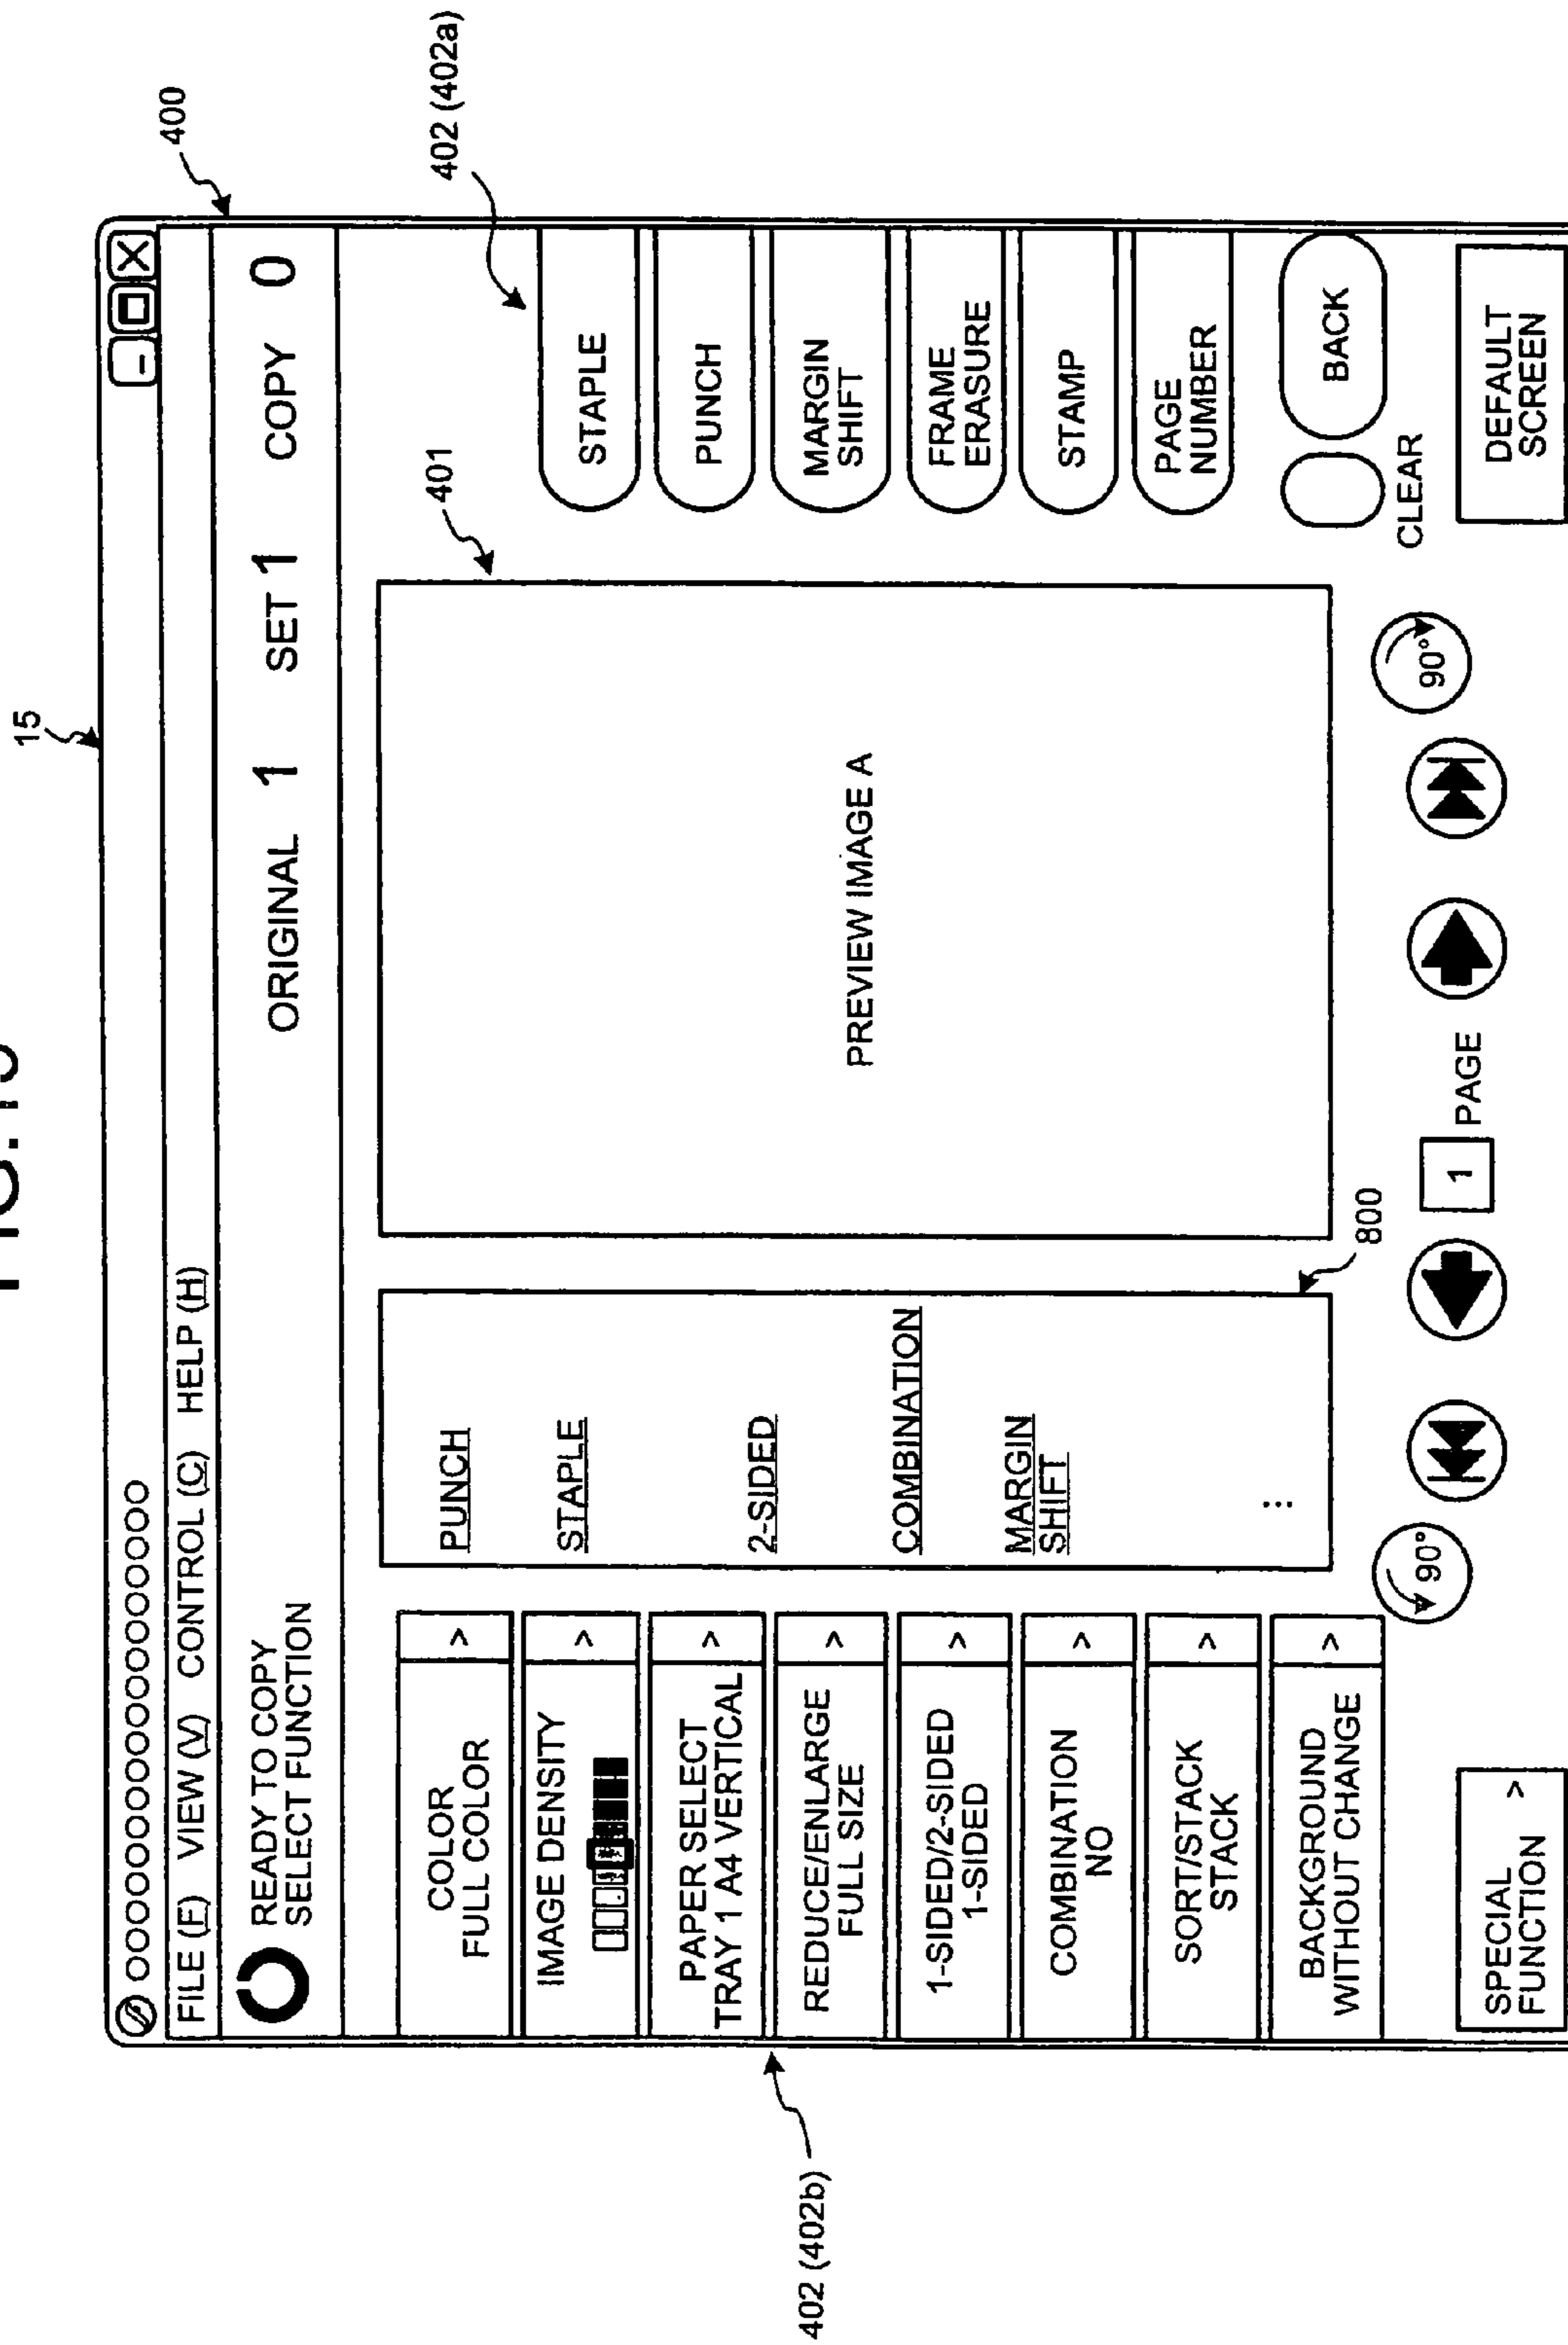 15
400
○○○○○○○○○○○○○○○○○○○
FILE (F) VIEW (V) CONTROL (C) HELP (H)
READY TO COPY
SELECT FUNCTION
ORIGINAL 1 SET 1 COPY 0
402 (402a)
402 (402b)
COLOR
FULL COLOR
>
IMAGE DENSITY
>
PAPER SELECT
TRAY 1 A4 VERTICAL
>
REDUCE/ENLARGE
FULL SIZE
>
1-SIDED/2-SIDED
1-SIDED
>
COMBINATION
NO
>
SORT/STACK
STACK
>
BACKGROUND
WITHOUT CHANGE
>
SPECIAL
FUNCTION >
PUNCH
STAPLE
2-SIDED
COMBINATION
MARGIN
SHIFT
...
800
401
PREVIEW IMAGE A
STAPLE
PUNCH
MARGIN
SHIFT
FRAME
ERASURE
STAMP
PAGE
NUMBER
BACK
CLEAR
90°
1 PAGE
90°
DEFAULT
SCREEN